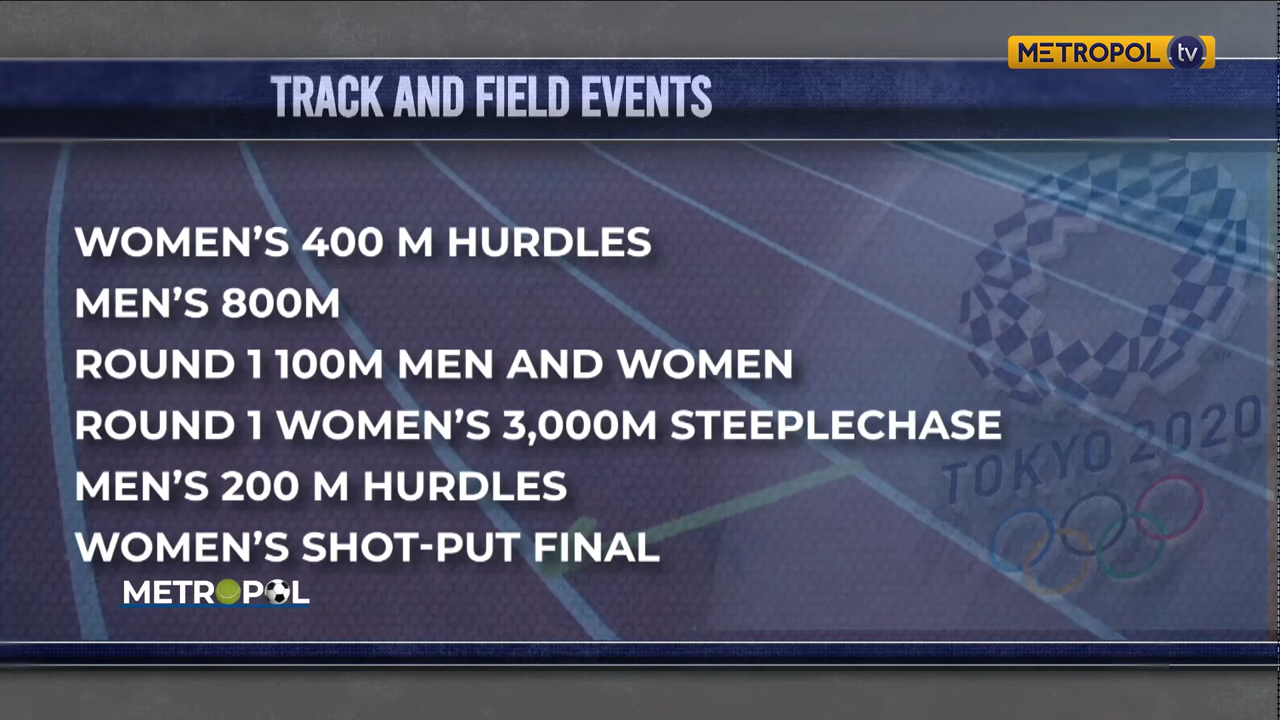 METROPOL tv
TRACK AND FIELD EVENTS
WOMEN'S 400 M HURDLES
MEN'S 800M
ROUND 1 100M MEN AND WOMEN
ROUND 1 WOMEN'S 3,000M STEEPLECHASE
MEN'S 200 M HURDLES
WOMEN'S SHOT-PUT FINAL
TOKYO 2020
METROPOL